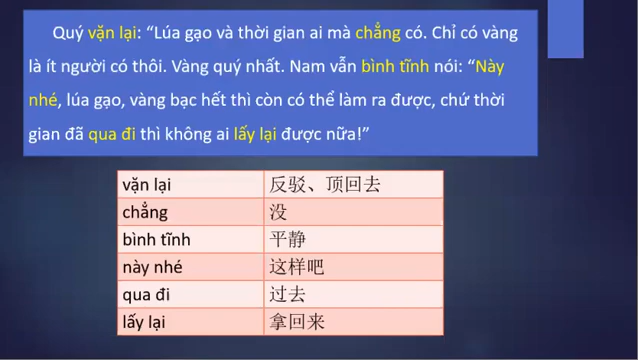 Quý vặn lại: “Lúa gạo và thời gian ai mà chẳng có. Chỉ có vàng
là ít người có thôi. Vàng quý nhất. Nam vẫn bình tĩnh nói: “Này
nhé, lúa gạo, vàng bạc hết thì còn có thể làm ra được, chứ thời
gian đã qua đi thì không ai lấy lại được nữa!”
vặn lại 反驳、顶回去
chẳng 没
bình tĩnh 平静
này nhé 这样吧
qua đi 过去
lấy lại 拿回来